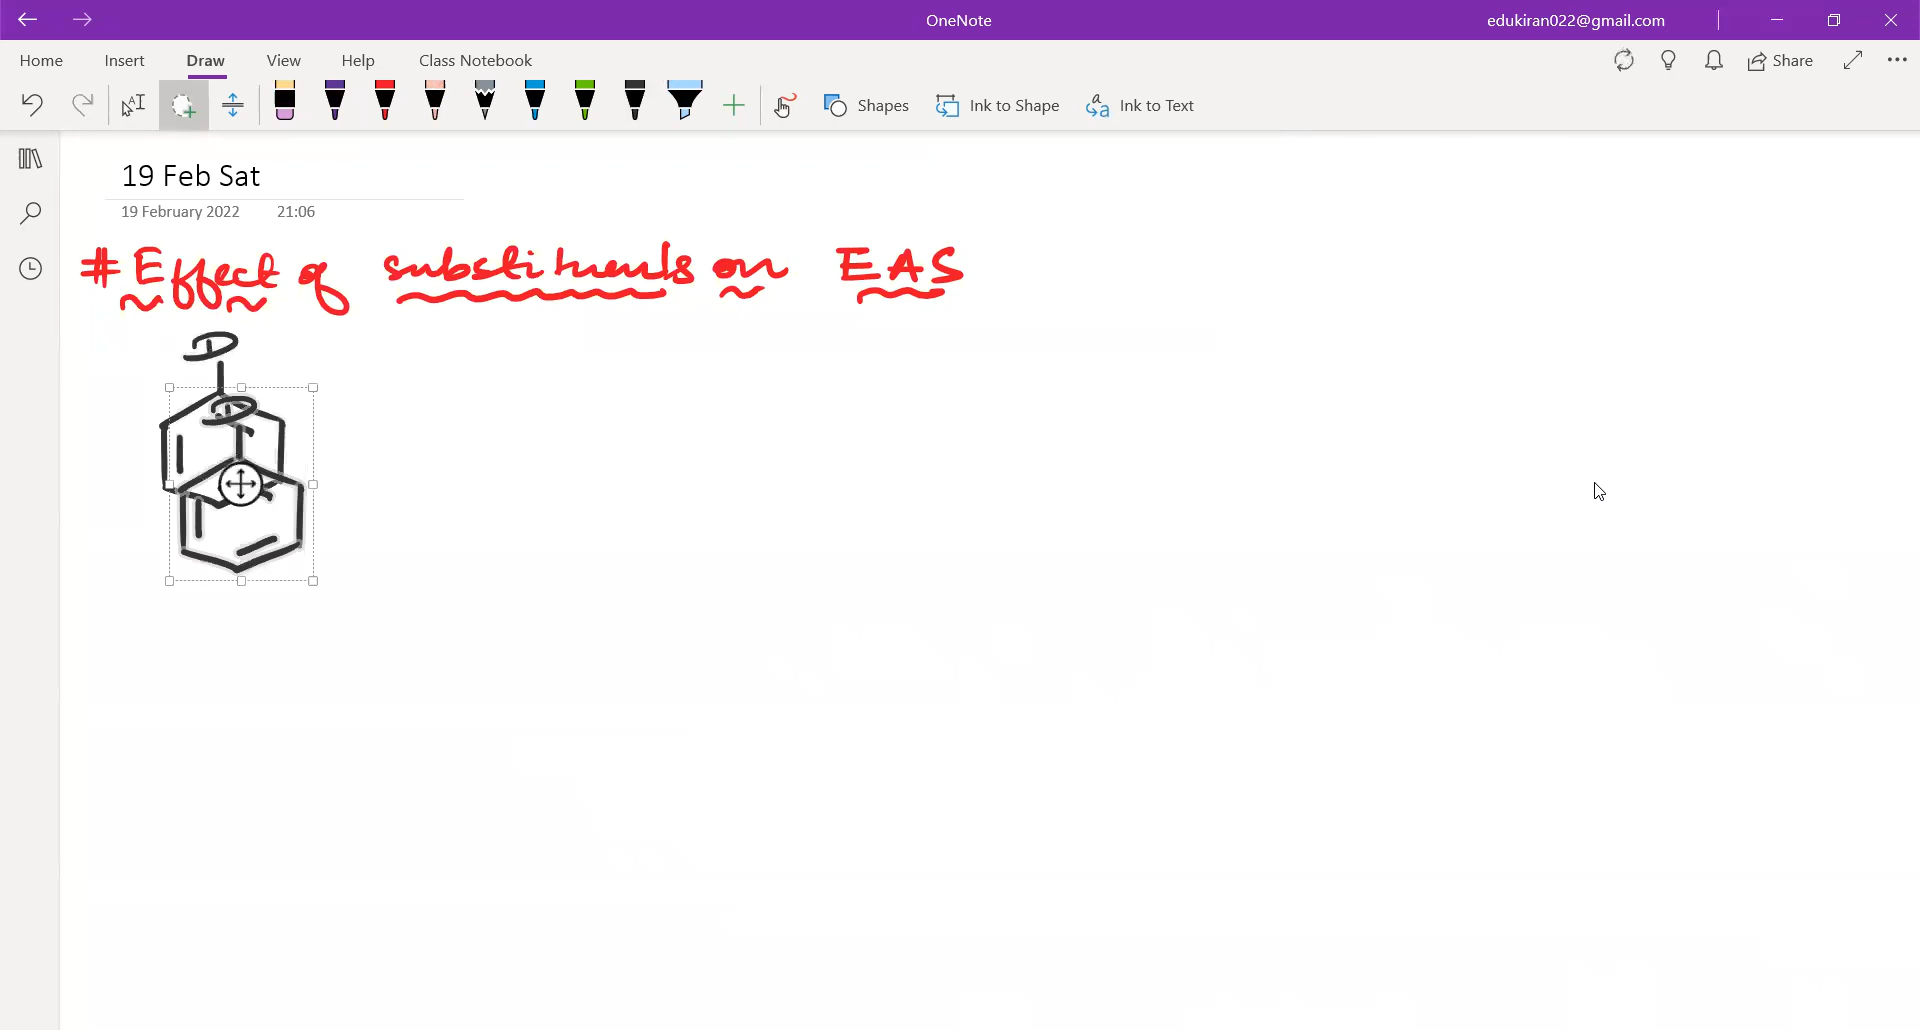 OneNote
edukiran022@gmail.com
Home Insert Draw View Help Class Notebook
Share
Shapes Ink to Shape Ink to Text
19 Feb Sat
19 February 2022 21:06
# Effect of substituents on EAS
D
D